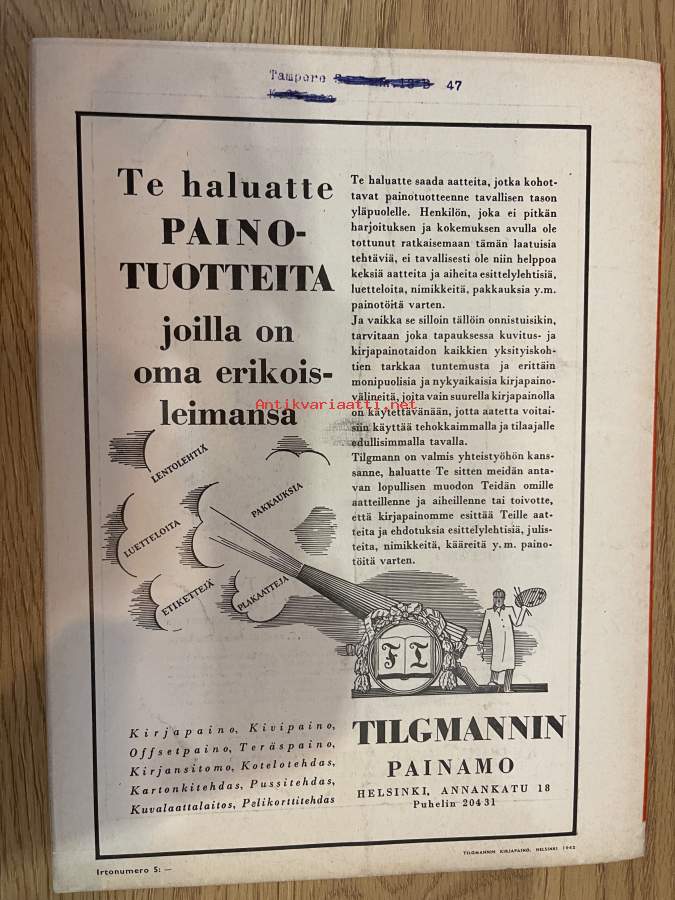 Tampere
47
Te haluatte
PAINO-
TUOTTEITA
joilla on
oma erikois-
leimansa
Te haluatte saada aatteita, jotka kohot-
tavat painotuotteenne tavallisen tason
yläpuolelle. Henkilön, joka ei pitkän
harjoituksen ja kokemuksen avulla ole
tottunut ratkaisemaan tämän laatuisia
tehtäviä, ei tavallisesti ole niin helppoa
keksiä aatteita ja aiheita esittelylehtisiä,
luetteloita, nimikkeitä, pakkauksia y.m.
painotöitä varten.
Ja vaikka se silloin tällöin onnistuisikin,
tarvitaan joka tapauksessa kuvitus- ja
kirjapainotaidon kaikkien yksityiskoh-
tien tarkkaa tuntemusta ja erittäin
monipuolisia ja nykyaikaisia kirjapaino-
välineitä, joita vain suurella kirjapainolla
on käytettävänään, jotta aatetta voitai-
siin käyttää tehokkaimmalla ja tilaajalle
edullisimmalla tavalla.
Tilgmann on valmis yhteistyöhön kans-
sanne, haluatte Te sitten meidän anta-
van lopullisen muodon Teidän omille
aatteillenne ja aiheillenne tai toivotte,
että kirjapainomme esittää Teille aat-
teita ja ehdotuksia esittelylehtisiä, julis-
teita, nimikkeitä, kääreitä y.m. paino-
töitä varten.
Antikvariaatti.net
LENTOLEHTIÄ
PAKKAUKSIA
LUETTELOITA
ETIKETTEJÄ
PLAKAATTEJA
F T
Kirjapaino, Kivipaino,
Offsetpaino, Teräspaino,
Kirjansitomo, Kotelotehdas,
Kartonkitehdas, Pussitehdas,
Kuvalaattalaitos, Pelikorttitehdas
TILGMANNIN
PAINAMO
HELSINKI, ANNANKATU 18
Puhelin 20431
TILGMANNIN KIRJAPAINO, HELSINKI 1942
Irtonumero 5: —